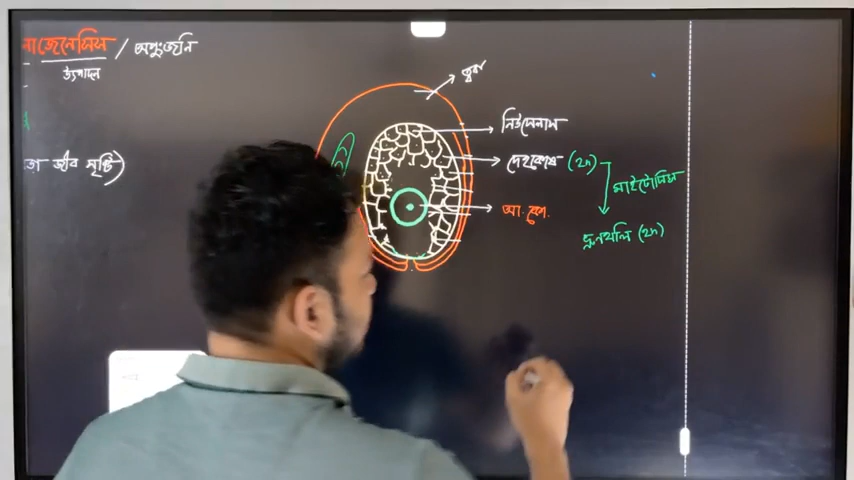 নাজেনেসিস / অপুংজনি
উৎপাদন
জীব সৃষ্টি)
ত্বক
নিউসেলাস
দেহকোষ (2n)
মাইটোসিস
আ. কো.
ভ্রূণথলি (2n)